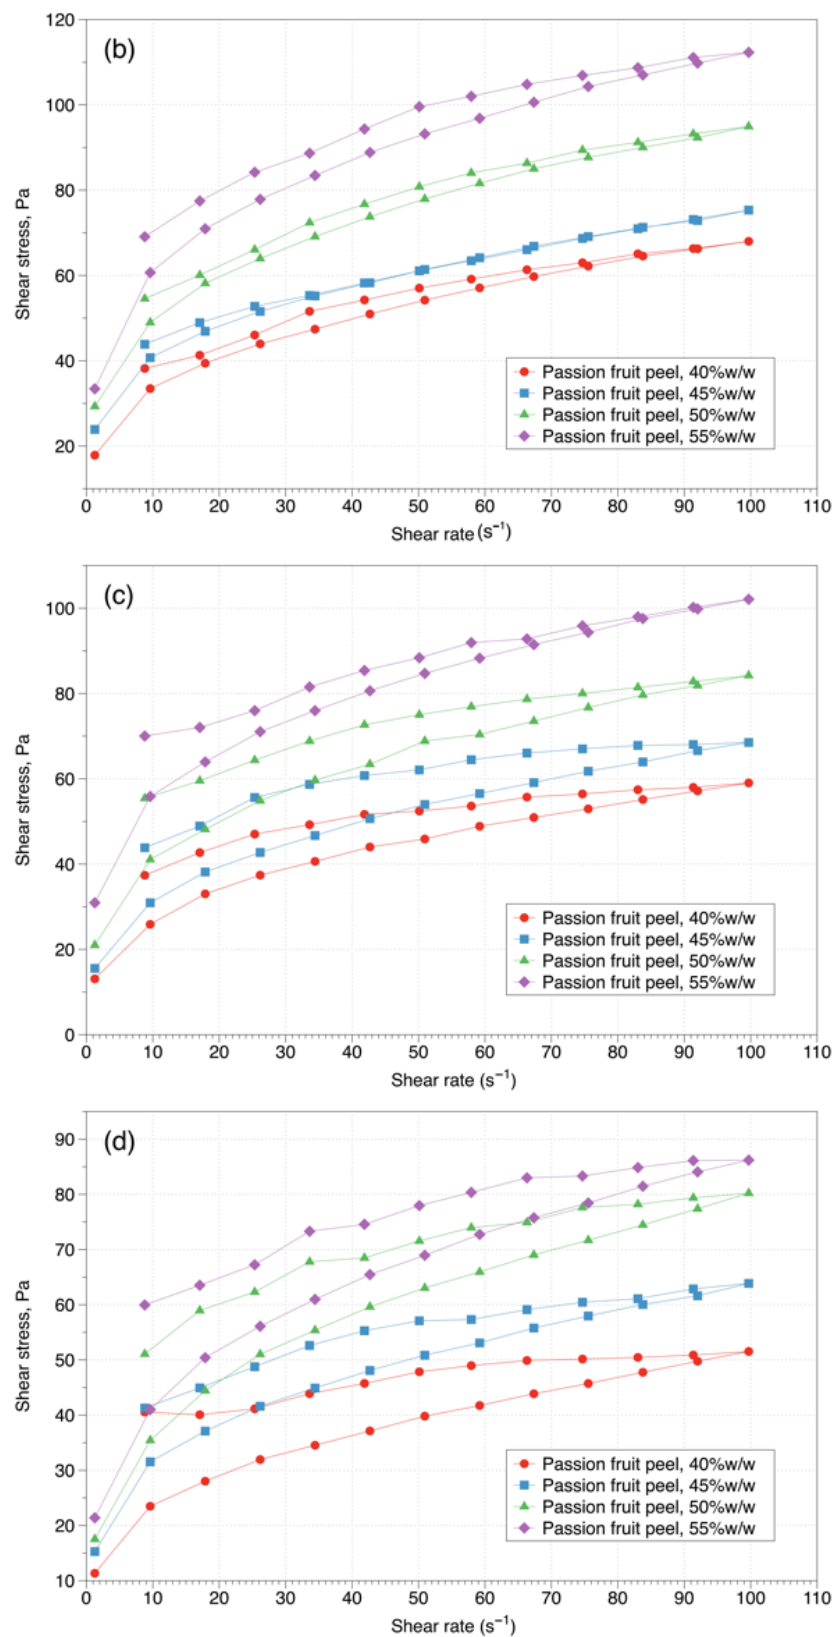 (b)
120
100
80
60
40
20
Shear stress, Pa
Passion fruit peel, 40%w/w
Passion fruit peel, 45%w/w
Passion fruit peel, 50%w/w
Passion fruit peel, 55%w/w
0 10 20 30 40 50 60 70 80 90 100 110
Shear rate (s⁻¹)
(c)
100
80
60
40
20
0
Shear stress, Pa
Passion fruit peel, 40%w/w
Passion fruit peel, 45%w/w
Passion fruit peel, 50%w/w
Passion fruit peel, 55%w/w
0 10 20 30 40 50 60 70 80 90 100 110
Shear rate (s⁻¹)
(d)
90
80
70
60
50
40
30
20
10
Shear stress, Pa
Passion fruit peel, 40%w/w
Passion fruit peel, 45%w/w
Passion fruit peel, 50%w/w
Passion fruit peel, 55%w/w
0 10 20 30 40 50 60 70 80 90 100 110
Shear rate (s⁻¹)